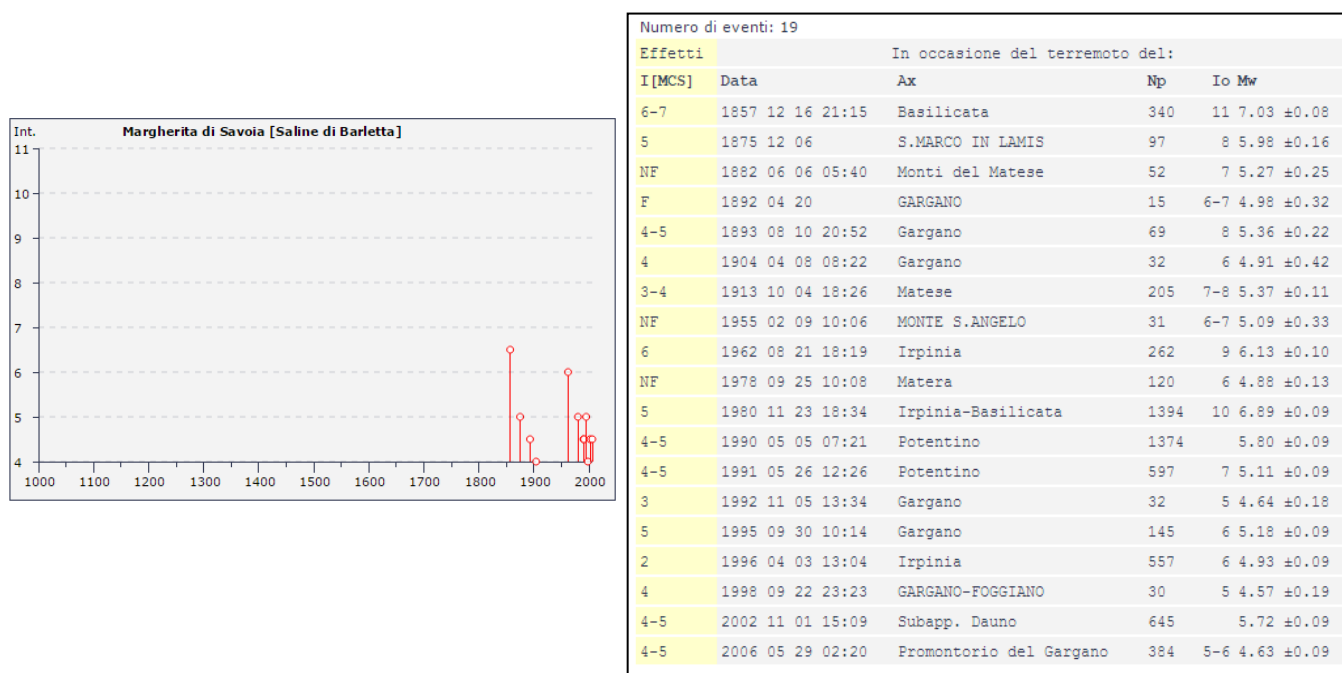 Int. Margherita di Savoia [Saline di Barletta]
11
10
9
8
7
6
5
4
1000 1100 1200 1300 1400 1500 1600 1700 1800 1900 2000
Numero di eventi: 19
Effetti In occasione del terremoto del:
I[MCS] Data Ax Np Io Mw
6-7 1857 12 16 21:15 Basilicata 340 11 7.03 ±0.08
5 1875 12 06 S.MARCO IN LAMIS 97 8 5.98 ±0.16
NF 1882 06 06 05:40 Monti del Matese 52 7 5.27 ±0.25
F 1892 04 20 GARGANO 15 6-7 4.98 ±0.32
4-5 1893 08 10 20:52 Gargano 69 8 5.36 ±0.22
4 1904 04 08 08:22 Gargano 32 6 4.91 ±0.42
3-4 1913 10 04 18:26 Matese 205 7-8 5.37 ±0.11
NF 1955 02 09 10:06 MONTE S.ANGELO 31 6-7 5.09 ±0.33
6 1962 08 21 18:19 Irpinia 262 9 6.13 ±0.10
NF 1978 09 25 10:08 Matera 120 6 4.88 ±0.13
5 1980 11 23 18:34 Irpinia-Basilicata 1394 10 6.89 ±0.09
4-5 1990 05 05 07:21 Potentino 1374 5.80 ±0.09
4-5 1991 05 26 12:26 Potentino 597 7 5.11 ±0.09
3 1992 11 05 13:34 Gargano 32 5 4.64 ±0.18
5 1995 09 30 10:14 Gargano 145 6 5.18 ±0.09
2 1996 04 03 13:04 Irpinia 557 6 4.93 ±0.09
4 1998 09 22 23:23 GARGANO-FOGGIANO 30 5 4.57 ±0.19
4-5 2002 11 01 15:09 Subapp. Dauno 645 5.72 ±0.09
4-5 2006 05 29 02:20 Promontorio del Gargano 384 5-6 4.63 ±0.09